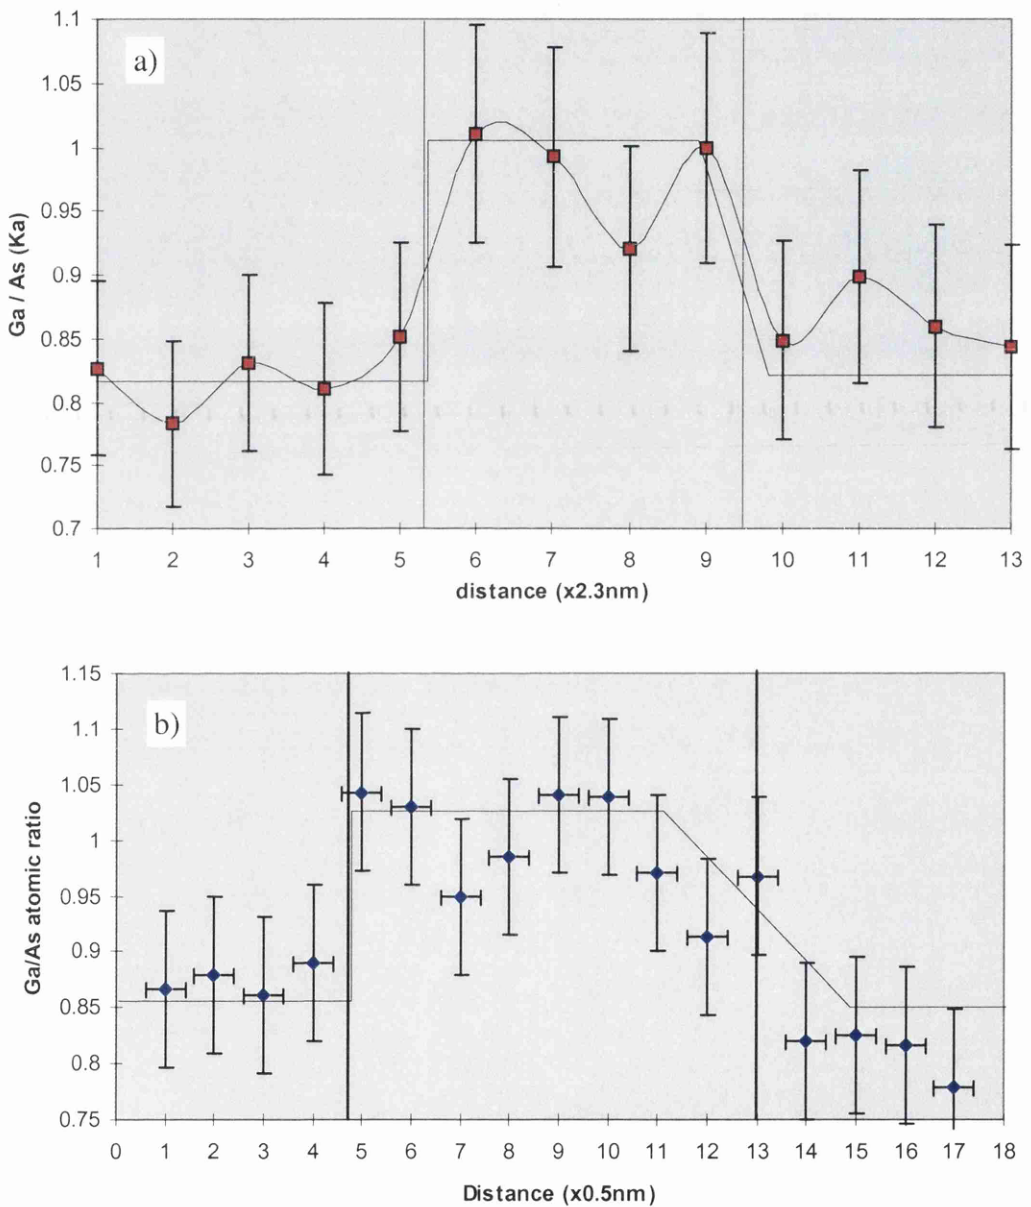 a)
1.1
1.05
1
0.95
0.9
0.85
0.8
0.75
0.7
Ga / As (Ka)
1 2 3 4 5 6 7 8 9 10 11 12 13
distance (x2.3nm)
b)
1.15
1.1
1.05
1
0.95
0.9
0.85
0.8
0.75
Ga/As atomic ratio
0 1 2 3 4 5 6 7 8 9 10 11 12 13 14 15 16 17 18
Distance (x0.5nm)